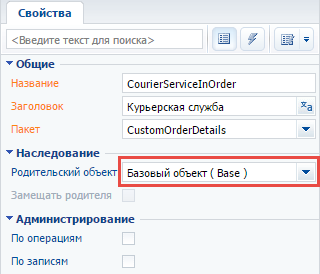 Свойства
<Введите текст для поиска>
Общие
Название CourierServiceInOrder
Заголовок Курьерская служба
Пакет CustomOrderDetails
Наследование
Родительский объект Базовый объект ( Base )
Замещать родителя
Администрирование
По операциям
По записям